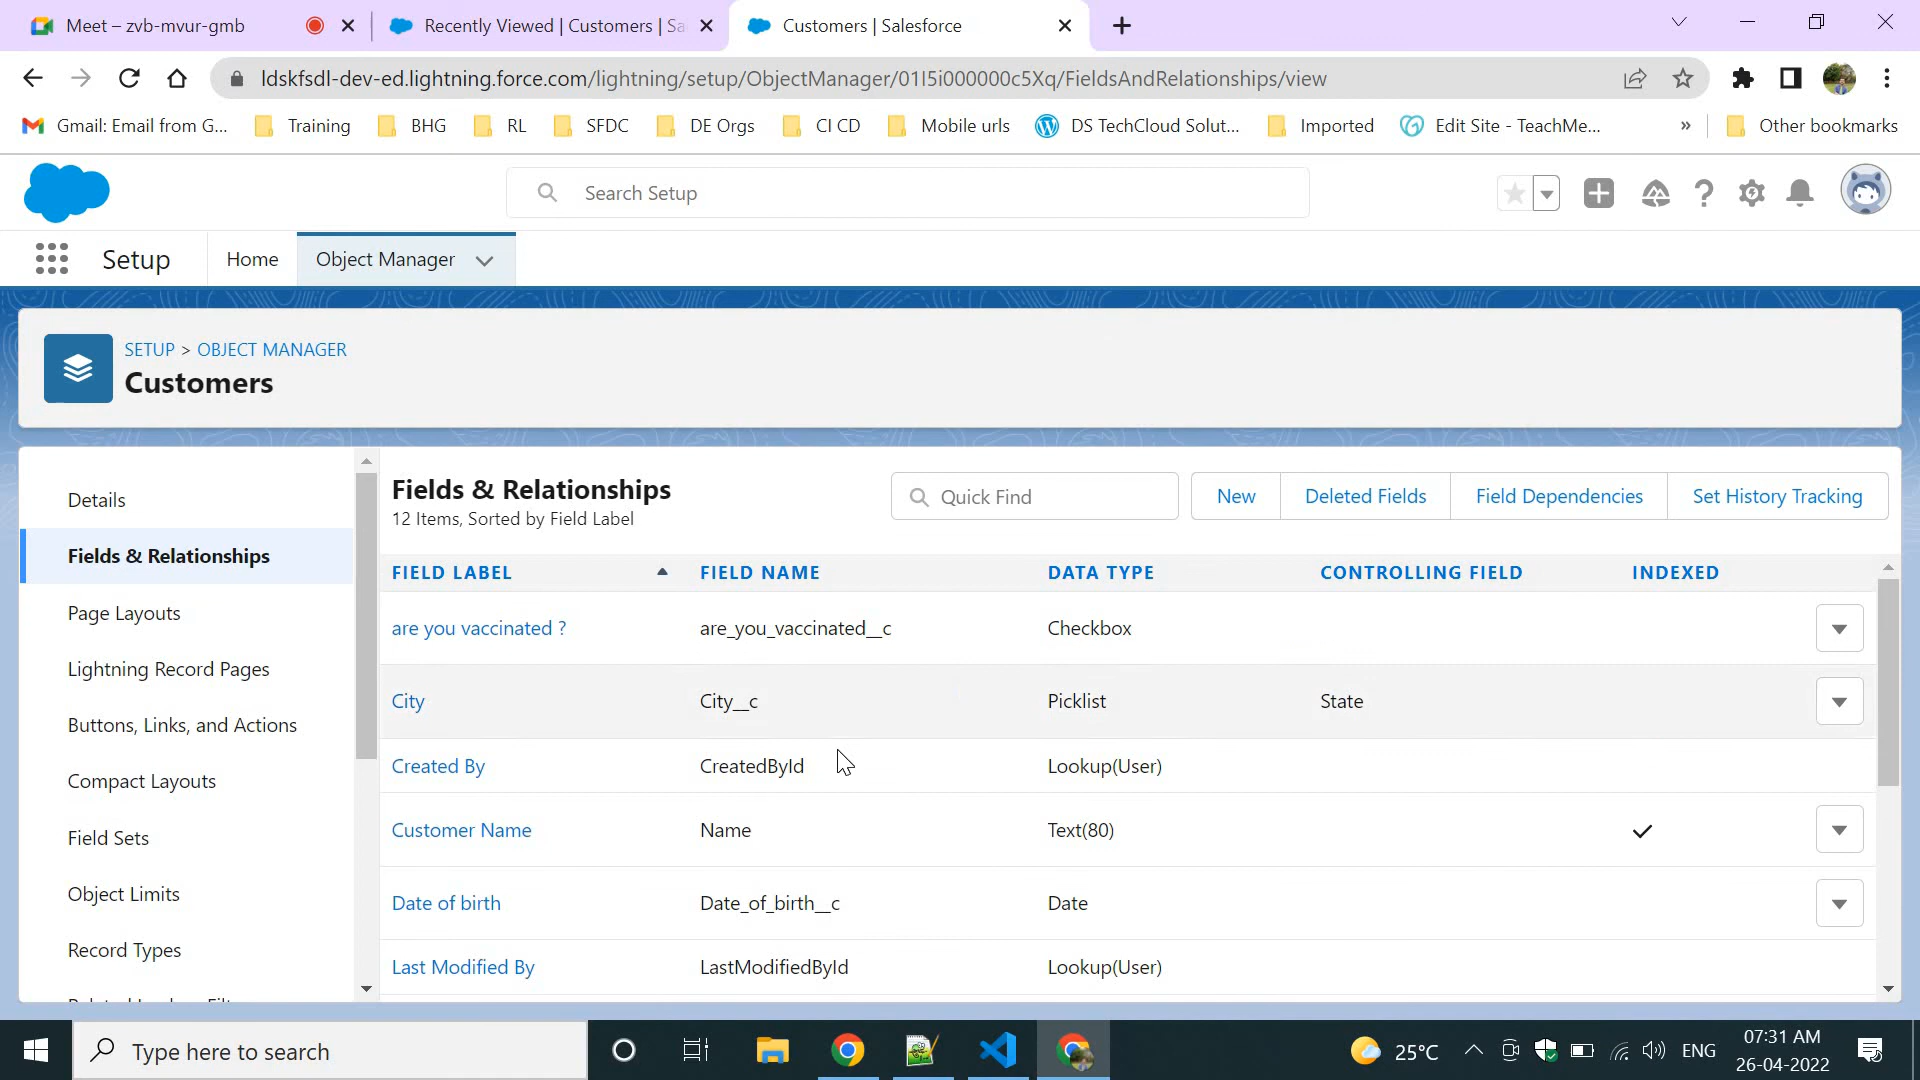 Meet – zvb-mvur-gmb
Recently Viewed | Customers | Sa
Customers | Salesforce
ldskfsdl-dev-ed.lightning.force.com/lightning/setup/ObjectManager/01I5i000000c5Xq/FieldsAndRelationships/view
Gmail: Email from G...
Training
BHG
RL
SFDC
DE Orgs
CI CD
Mobile urls
DS TechCloud Solut...
Imported
Edit Site - TeachMe...
»
Other bookmarks
Search Setup
Setup
Home
Object Manager
SETUP > OBJECT MANAGER
Customers
Details
Fields & Relationships
Page Layouts
Lightning Record Pages
Buttons, Links, and Actions
Compact Layouts
Field Sets
Object Limits
Record Types
Fields & Relationships
12 Items, Sorted by Field Label
Quick Find
New
Deleted Fields
Field Dependencies
Set History Tracking
FIELD LABEL FIELD NAME DATA TYPE CONTROLLING FIELD INDEXED
are you vaccinated ? are_you_vaccinated__c Checkbox
City City__c Picklist State
Created By CreatedById Lookup(User)
Customer Name Name Text(80)
Date of birth Date_of_birth__c Date
Last Modified By LastModifiedById Lookup(User)
Type here to search
25°C
ENG
07:31 AM
26-04-2022